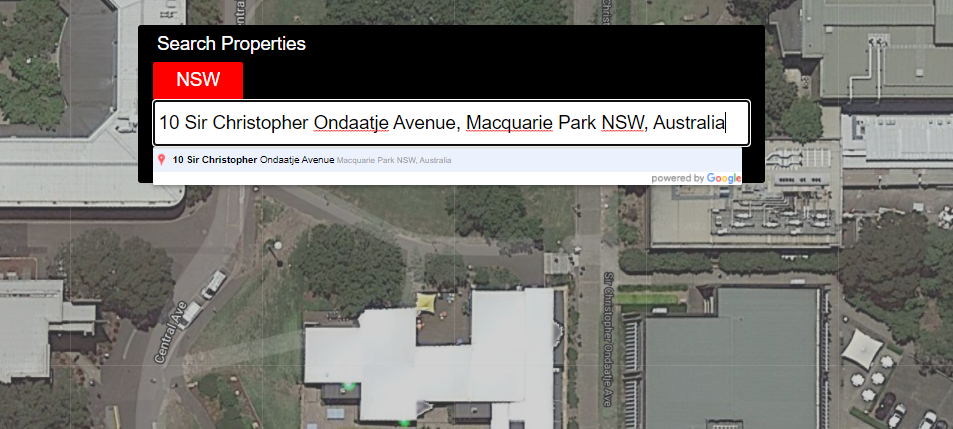 Search Properties
NSW
10 Sir Christopher Ondaatje Avenue, Macquarie Park NSW, Australia
10 Sir Christopher Ondaatje Avenue Macquarie Park NSW, Australia
powered by Google
Central Ave
Sir Christopher Ondaatje Ave